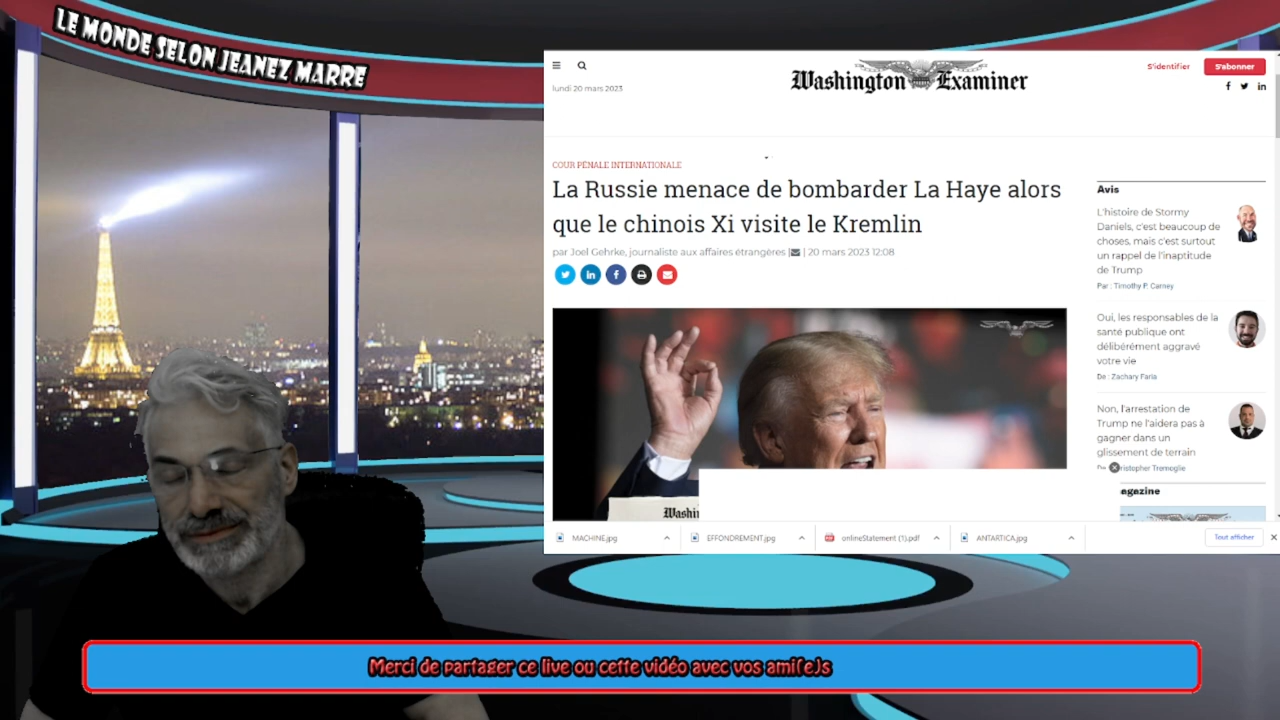 LE MONDE SELON JEANEZ MARRE
Washington Examiner
S'identifier
S'abonner
lundi 20 mars 2023
COUR PÉNALE INTERNATIONALE
La Russie menace de bombarder La Haye alors
que le chinois Xi visite le Kremlin
par Joel Gehrke, journaliste aux affaires étrangères | | 20 mars 2023 12:08
Avis
L'histoire de Stormy
Daniels, c'est beaucoup de
choses, mais c'est surtout
un rappel de l'inaptitude
de Trump
Par : Timothy P. Carney
Oui, les responsables de la
santé publique ont
délibérément aggravé
votre vie
De : Zachary Faria
Non, l'arrestation de
Trump ne l'aidera pas à
gagner dans un
glissement de terrain
ristopher Tremoglie
agazine
Washin
MACHINE.jpg
EFFONDREMENT.jpg
onlineStatement (1).pdf
ANTARTICA.jpg
Tout afficher
Merci de partager ce live ou cette vidéo avec vos ami(e)s